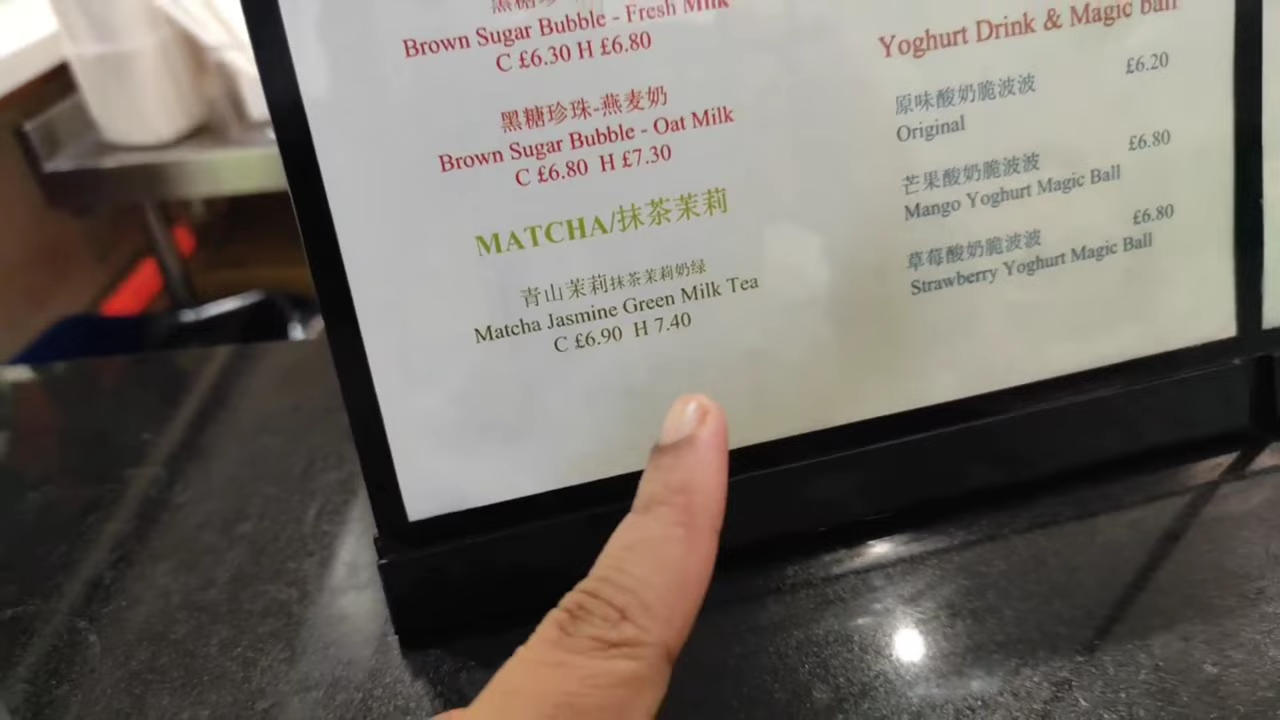 黑糖珍
Brown Sugar Bubble - Fresh Milk
C £6.30 H £6.80
黑糖珍珠-燕麦奶
Brown Sugar Bubble - Oat Milk
C £6.80 H £7.30
MATCHA/抹茶茉莉
青山茉莉抹茶茉莉奶绿
Matcha Jasmine Green Milk Tea
C £6.90 H 7.40
Yoghurt Drink & Magic ball
£6.20
原味酸奶脆波波
Original
£6.80
芒果酸奶脆波波
Mango Yoghurt Magic Ball
£6.80
草莓酸奶脆波波
Strawberry Yoghurt Magic Ball